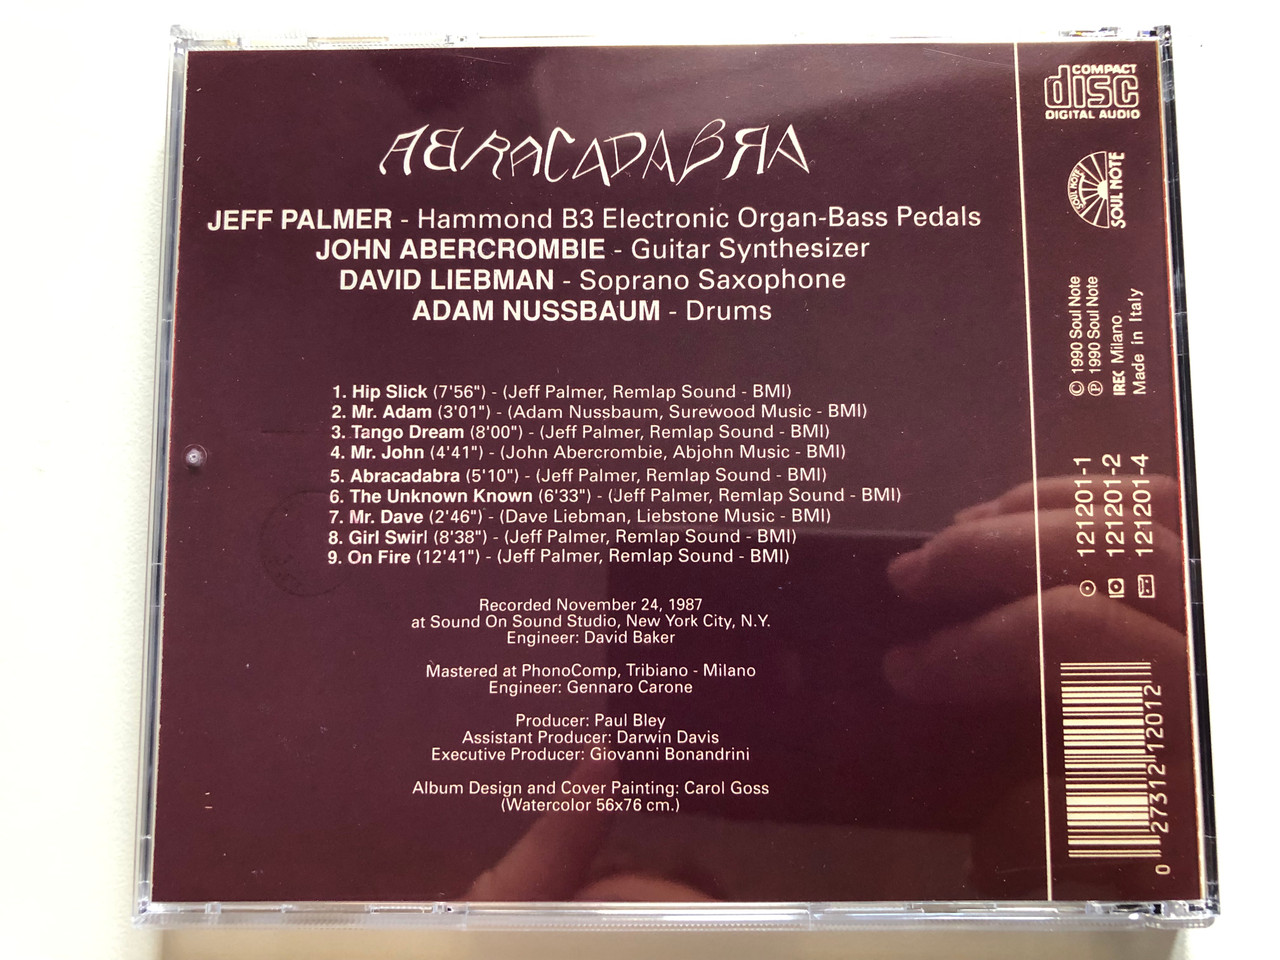 ABRACADABRA
JEFF PALMER - Hammond B3 Electronic Organ-Bass Pedals
JOHN ABERCROMBIE - Guitar Synthesizer
DAVID LIEBMAN - Soprano Saxophone
ADAM NUSSBAUM - Drums
1. Hip Slick (7'56") - (Jeff Palmer, Remlap Sound - BMI)
2. Mr. Adam (3'01") - (Adam Nussbaum, Surewood Music - BMI)
3. Tango Dream (8'00") - (Jeff Palmer, Remlap Sound - BMI)
4. Mr. John (4'41") - (John Abercrombie, Abjohn Music - BMI)
5. Abracadabra (5'10") - (Jeff Palmer, Remlap Sound - BMI)
6. The Unknown Known (6'33") - (Jeff Palmer, Remlap Sound - BMI)
7. Mr. Dave (2'46") - (Dave Liebman, Liebstone Music - BMI)
8. Girl Swirl (8'38") - (Jeff Palmer, Remlap Sound - BMI)
9. On Fire (12'41") - (Jeff Palmer, Remlap Sound - BMI)
Recorded November 24, 1987
at Sound On Sound Studio, New York City, N.Y.
Engineer: David Baker
Mastered at PhonoComp, Tribiano - Milano
Engineer: Gennaro Carone
Producer: Paul Bley
Assistant Producer: Darwin Davis
Executive Producer: Giovanni Bonandrini
Album Design and Cover Painting: Carol Goss
(Watercolor 56x76 cm.)
COMPACT
disc
DIGITAL AUDIO
SOUL NOTE
SOUL NOTE
© 1990 Soul Note
℗ 1990 Soul Note
IREC Milano
Made in Italy
121201-1
121201-2
121201-4
0 27312 12012